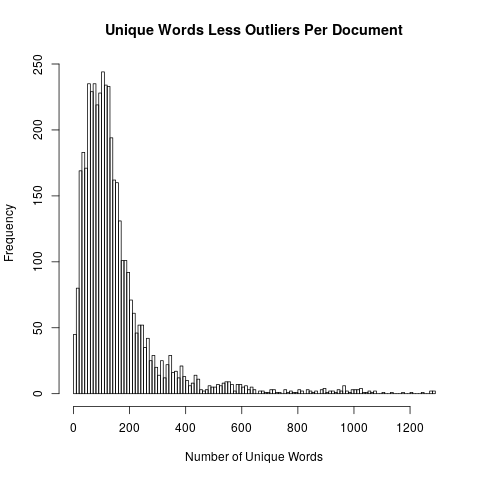 Unique Words Less Outliers Per Document
Frequency
250
200
150
100
50
0
0 200 400 600 800 1000 1200
Number of Unique Words